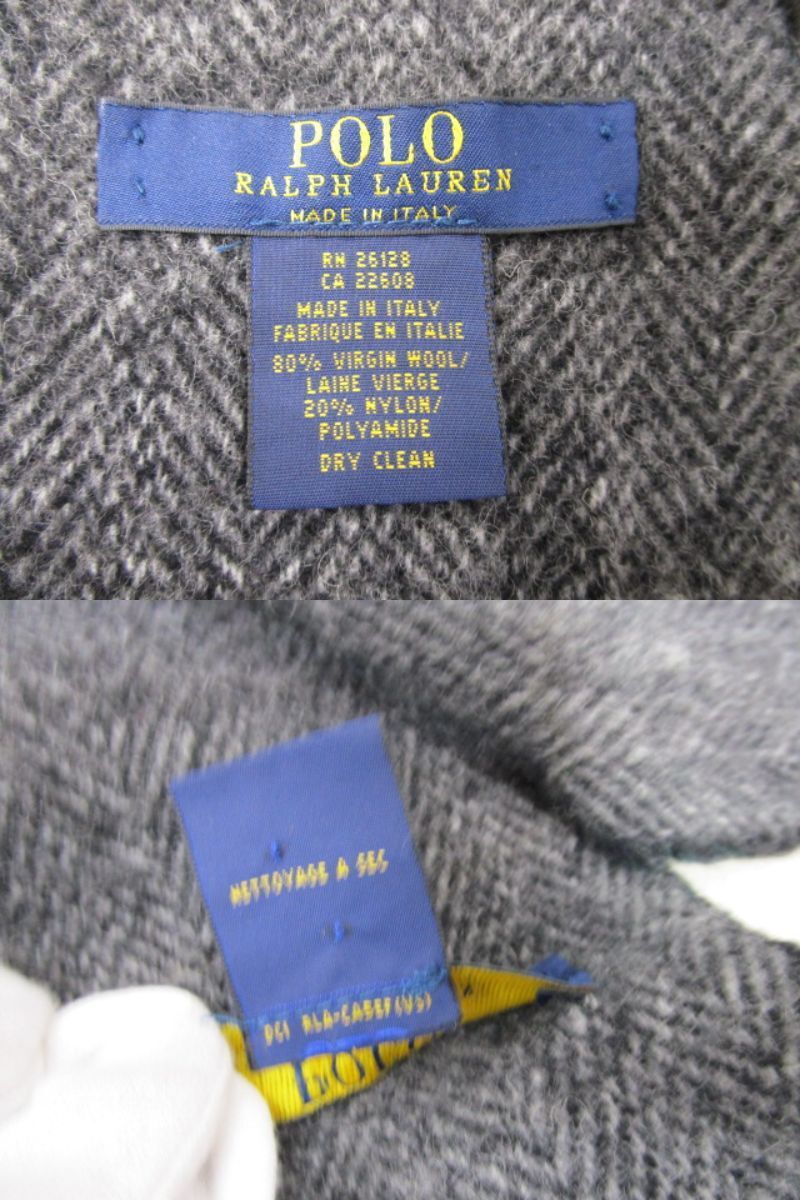 POLO
RALPH LAUREN
MADE IN ITALY
RN 26128
CA 22608
MADE IN ITALY
FABRIQUE EN ITALIE
80% VIRGIN WOOL/
LAINE VIERGE
20% NYLON/
POLYAMIDE
DRY CLEAN
NETTOYAGE A SEC